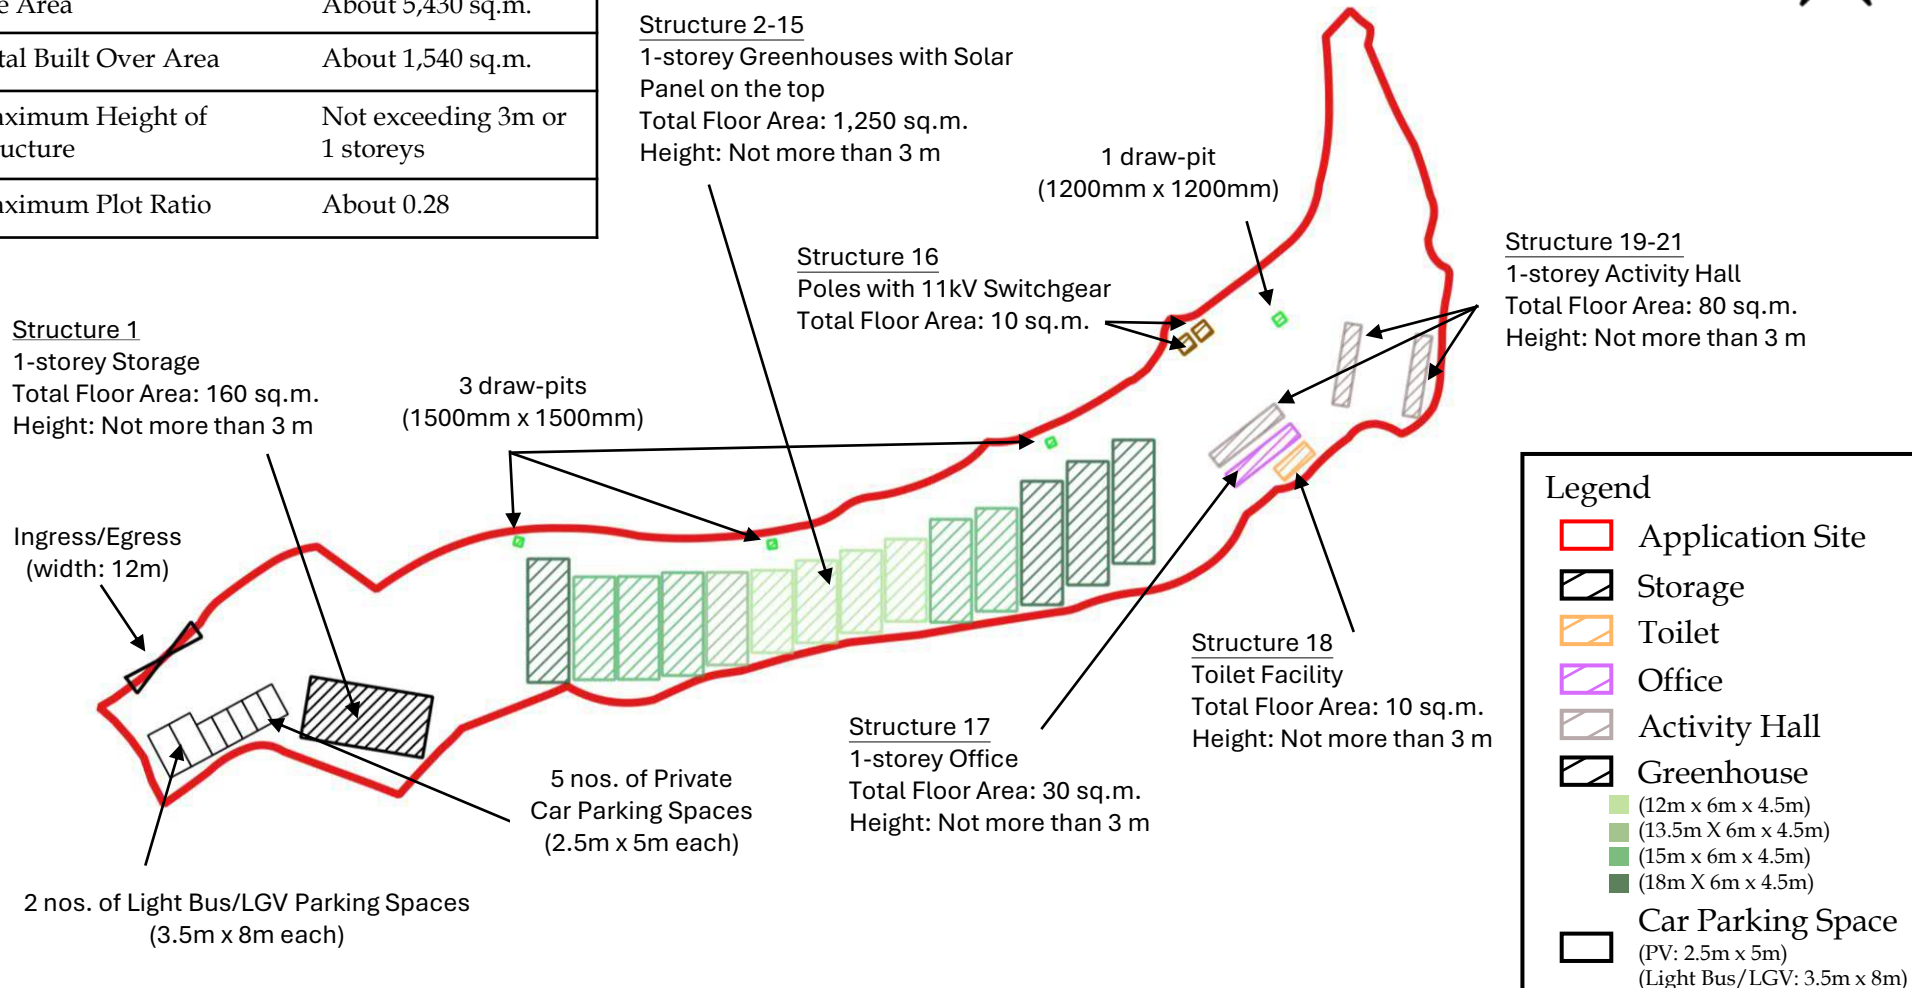 e Area About 5,430 sq.m.
tal Built Over Area About 1,540 sq.m.
ximum Height of Not exceeding 3m or
ucture 1 storeys
ximum Plot Ratio About 0.28
Structure 2-15
1-storey Greenhouses with Solar
Panel on the top
Total Floor Area: 1,250 sq.m.
Height: Not more than 3 m
1 draw-pit
(1200mm x 1200mm)
Structure 16
Poles with 11kV Switchgear
Total Floor Area: 10 sq.m.
Structure 19-21
1-storey Activity Hall
Total Floor Area: 80 sq.m.
Height: Not more than 3 m
Structure 1
1-storey Storage
Total Floor Area: 160 sq.m.
Height: Not more than 3 m
3 draw-pits
(1500mm x 1500mm)
Ingress/Egress
(width: 12m)
Structure 18
Toilet Facility
Total Floor Area: 10 sq.m.
Height: Not more than 3 m
Structure 17
1-storey Office
Total Floor Area: 30 sq.m.
Height: Not more than 3 m
5 nos. of Private
Car Parking Spaces
(2.5m x 5m each)
2 nos. of Light Bus/LGV Parking Spaces
(3.5m x 8m each)
Legend
Application Site
Storage
Toilet
Office
Activity Hall
Greenhouse
(12m x 6m x 4.5m)
(13.5m X 6m x 4.5m)
(15m x 6m x 4.5m)
(18m X 6m x 4.5m)
Car Parking Space
(PV: 2.5m x 5m)
(Light Bus/LGV: 3.5m x 8m)